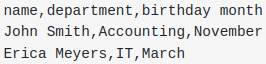 name,department,birthday month
John Smith,Accounting,November
Erica Meyers,IT,March